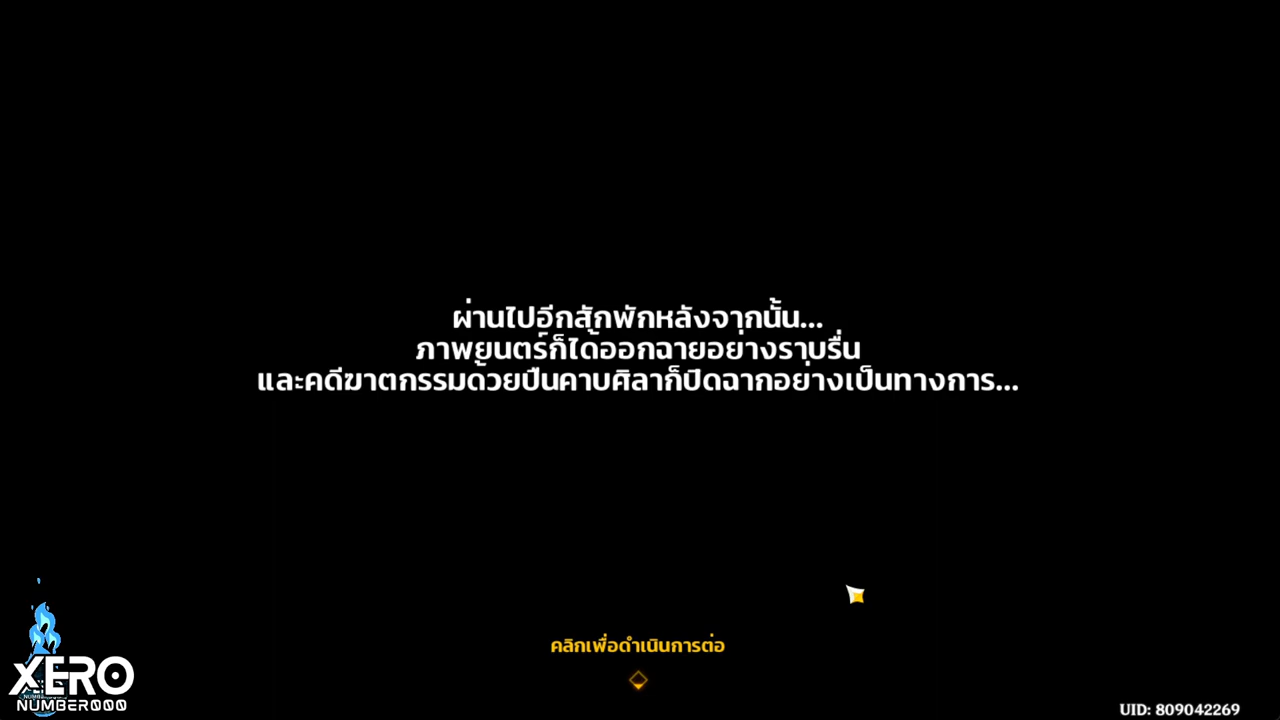 ผ่านไปอีกสักพักหลังจากนั้น...
ภาพยนตร์ก็ได้ออกฉายอย่างราบรื่น
และคดีฆาตกรรมด้วยปืนคาบศิลาก็ปิดฉากอย่างเป็นทางการ...
คลิกเพื่อดำเนินการต่อ
XERO
NUMBER000
UID: 809042269